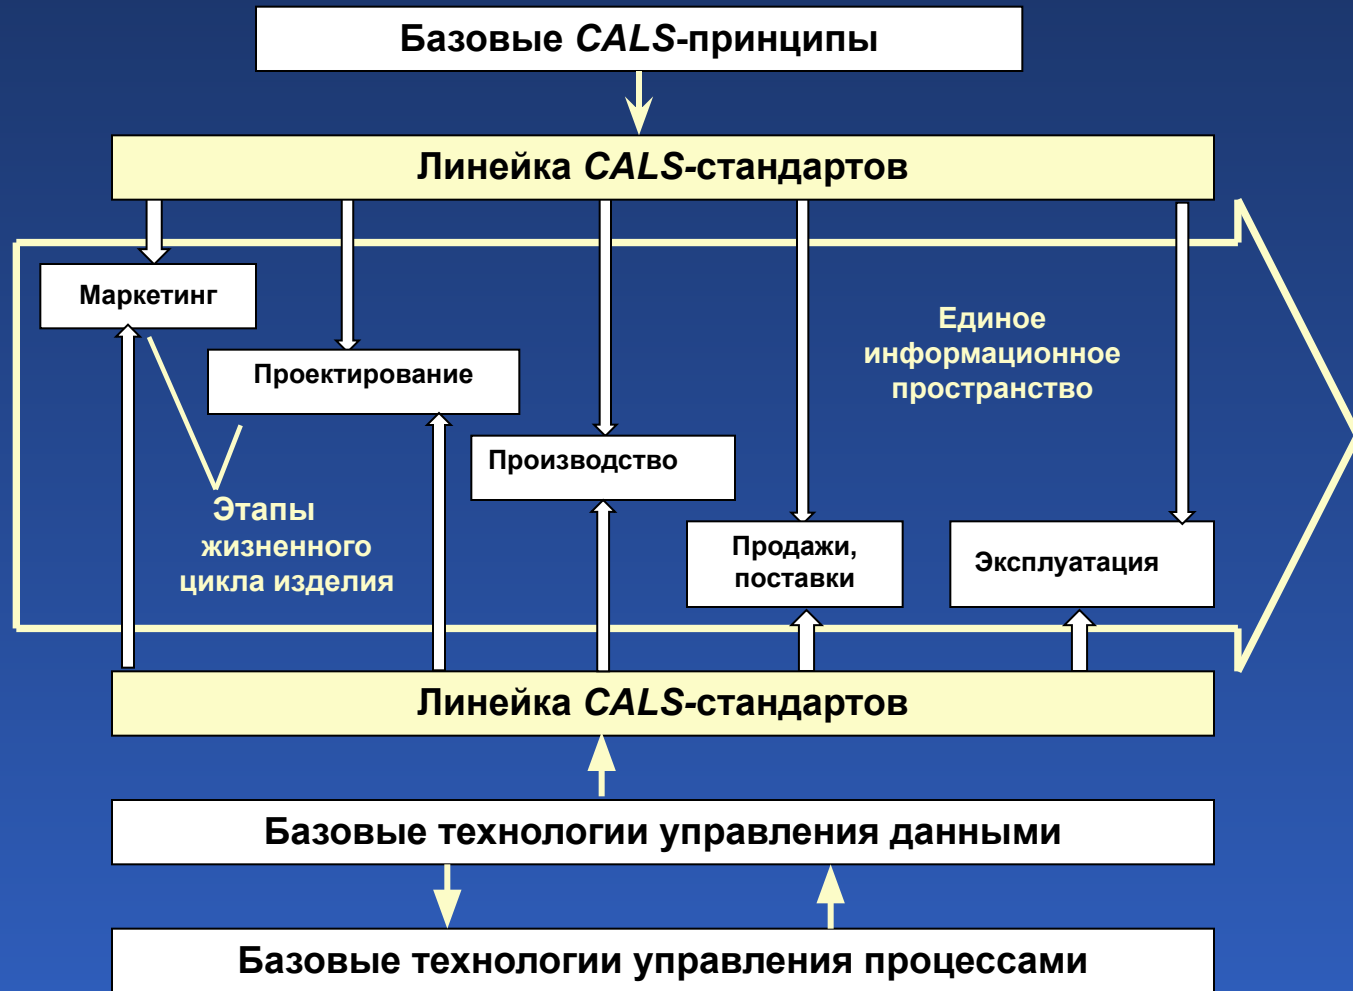 Базовые CALS-принципы
Линейка CALS-стандартов
Маркетинг
Проектирование
Производство
Продажи,
поставки
Эксплуатация
Единое
информационное
пространство
Этапы
жизненного
цикла изделия
Линейка CALS-стандартов
Базовые технологии управления данными
Базовые технологии управления процессами